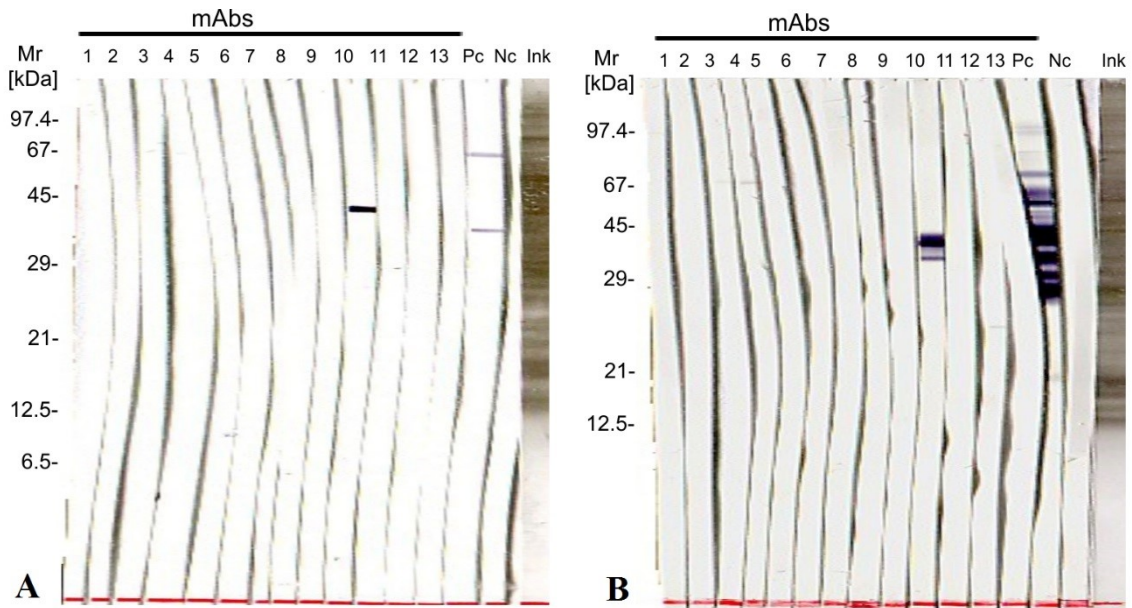 mAbs
Mr
[kDa]
1 2 3 4 5 6 7 8 9 10 11 12 13 Pc Nc Ink
97.4-
67-
45-
29-
21-
12.5-
6.5-
A
mAbs
Mr
[kDa]
1 2 3 4 5 6 7 8 9 10 11 12 13 Pc Nc Ink
97.4-
67-
45-
29-
21-
12.5-
B